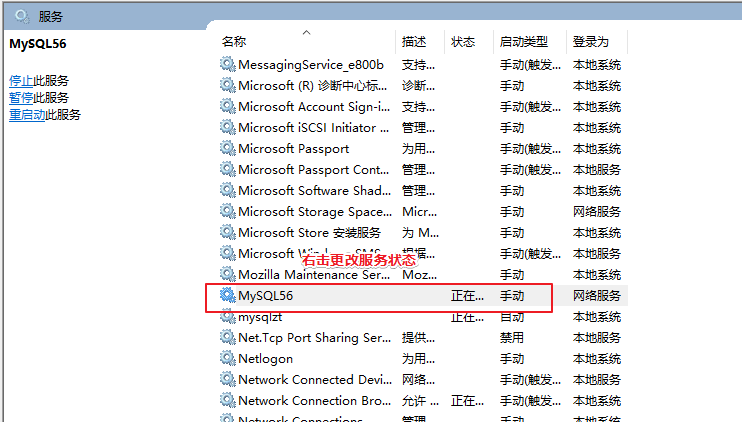 服务
MySQL56
停止此服务
暂停此服务
重启动此服务
名称 描述 状态 启动类型 登录为
MessagingService_e800b 支持... 手动(触发... 本地系统
Microsoft (R) 诊断中心标... 诊断... 手动 本地系统
Microsoft Account Sign-i... 支持... 手动(触发... 本地系统
Microsoft iSCSI Initiator ... 管理... 手动 本地系统
Microsoft Passport 为用... 手动(触发... 本地系统
Microsoft Passport Cont... 管理... 手动(触发... 本地服务
Microsoft Software Shad... 管理... 手动 本地系统
Microsoft Storage Space... Micr... 手动 网络服务
Microsoft Store 安装服务 为 M... 手动 本地系统
Microsoft Windows SMS 根据... 手动(触发... 本地服务
右击更改服务状态
Mozilla Maintenance Ser... Moz... 手动 本地系统
MySQL56 正在... 手动 网络服务
mysqlzt 正在... 自动 本地系统
Net.Tcp Port Sharing Ser... 提供... 禁用 本地服务
Netlogon 为用... 手动 本地系统
Network Connected Devi... 网络... 手动(触发... 本地服务
Network Connection Bro... 允许 ... 正在... 手动(触发... 本地系统
Network Connections 管理... 手动 本地系统